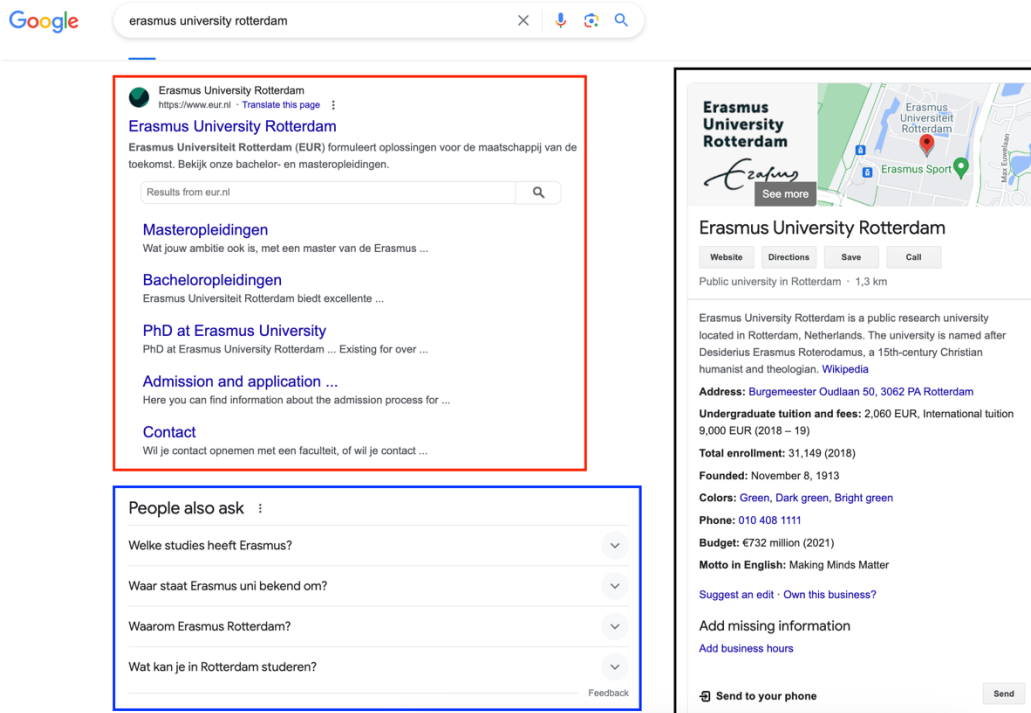 Google
erasmus university rotterdam
Erasmus University Rotterdam
https://www.eur.nl · Translate this page
Erasmus University Rotterdam
Erasmus Universiteit Rotterdam (EUR) formuleert oplossingen voor de maatschappij van de
toekomst. Bekijk onze bachelor- en masteropleidingen.
Results from eur.nl
Masteropleidingen
Wat jouw ambitie ook is, met een master van de Erasmus ...
Bacheloropleidingen
Erasmus Universiteit Rotterdam biedt excellente ...
PhD at Erasmus University
PhD at Erasmus University Rotterdam ... Existing for over ...
Admission and application ...
Here you can find information about the admission process for ...
Contact
Wil je contact opnemen met een faculteit, of wil je contact ...
People also ask
Welke studies heeft Erasmus?
Waar staat Erasmus uni bekend om?
Waarom Erasmus Rotterdam?
Wat kan je in Rotterdam studeren?
Feedback
Erasmus
University
Rotterdam
Erasmus
See more
Erasmus
Universiteit
Rotterdam
Erasmus Sport
Max Euwelaan
Erasmus University Rotterdam
Website
Directions
Save
Call
Public university in Rotterdam · 1,3 km
Erasmus University Rotterdam is a public research university
located in Rotterdam, Netherlands. The university is named after
Desiderius Erasmus Roterodamus, a 15th-century Christian
humanist and theologian. Wikipedia
Address: Burgemeester Oudlaan 50, 3062 PA Rotterdam
Undergraduate tuition and fees: 2,060 EUR, International tuition
9,000 EUR (2018 – 19)
Total enrollment: 31,149 (2018)
Founded: November 8, 1913
Colors: Green, Dark green, Bright green
Phone: 010 408 1111
Budget: €732 million (2021)
Motto in English: Making Minds Matter
Suggest an edit · Own this business?
Add missing information
Add business hours
Send to your phone
Send